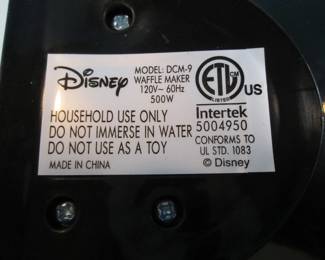 Disney
MODEL: DCM-9
WAFFLE MAKER
120V~ 60Hz
500W
ETL CM
LISTED
US
Intertek
5004950
CONFORMS TO
UL STD. 1083
© Disney
HOUSEHOLD USE ONLY
DO NOT IMMERSE IN WATER
DO NOT USE AS A TOY
MADE IN CHINA